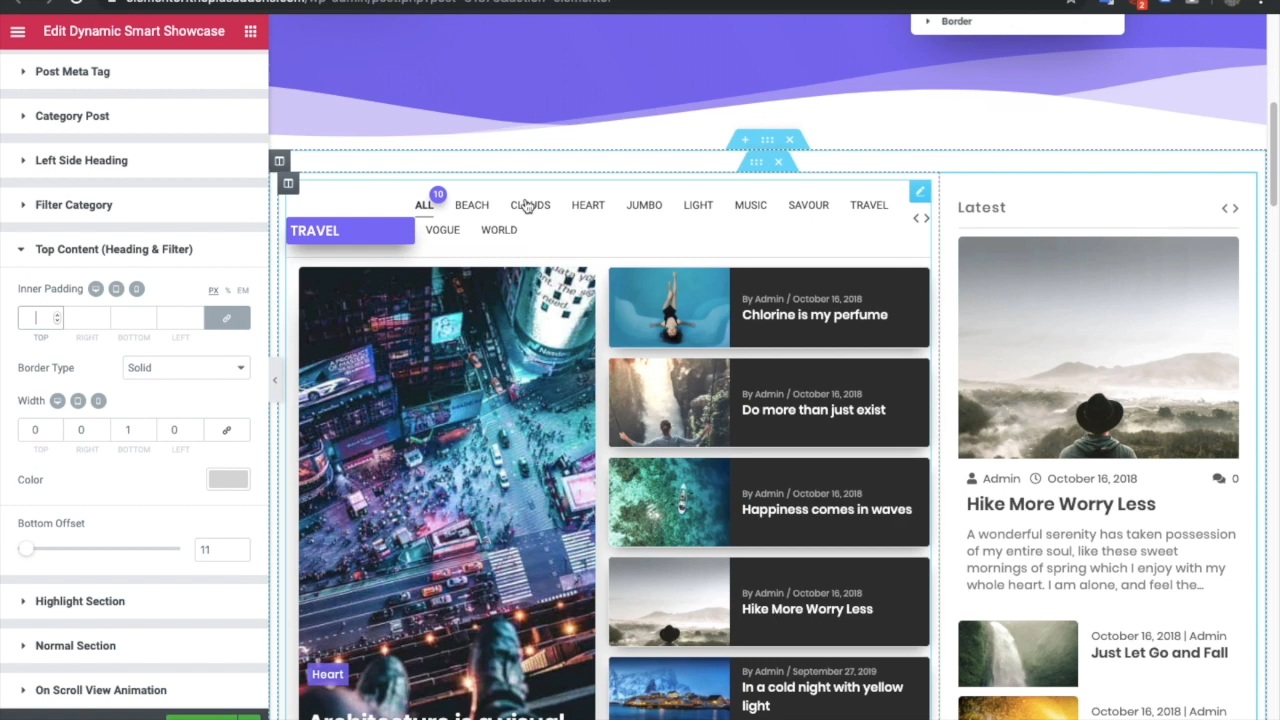 Edit Dynamic Smart Showcase
Post Meta Tag
Category Post
Left Side Heading
Filter Category
Top Content (Heading & Filter)
Inner Padding
PX % EM
TOP RIGHT BOTTOM LEFT
Border Type Solid
Width
0 0 1 0
TOP RIGHT BOTTOM LEFT
Color
Bottom Offset
11
Highlight Section
Normal Section
On Scroll View Animation
2
Border
10
ALL BEACH CLOUDS HEART JUMBO LIGHT MUSIC SAVOUR TRAVEL
TRAVEL VOGUE WORLD
Heart
By Admin / October 16, 2018
Chlorine is my perfume
By Admin / October 16, 2018
Do more than just exist
By Admin / October 16, 2018
Happiness comes in waves
By Admin / October 16, 2018
Hike More Worry Less
By Admin / September 27, 2019
In a cold night with yellow
light
Latest
Admin October 16, 2018 0
Hike More Worry Less
A wonderful serenity has taken possession
of my entire soul, like these sweet
mornings of spring which I enjoy with my
whole heart. I am alone, and feel the...
October 16, 2018 | Admin
Just Let Go and Fall
October 16, 2018 | Admin